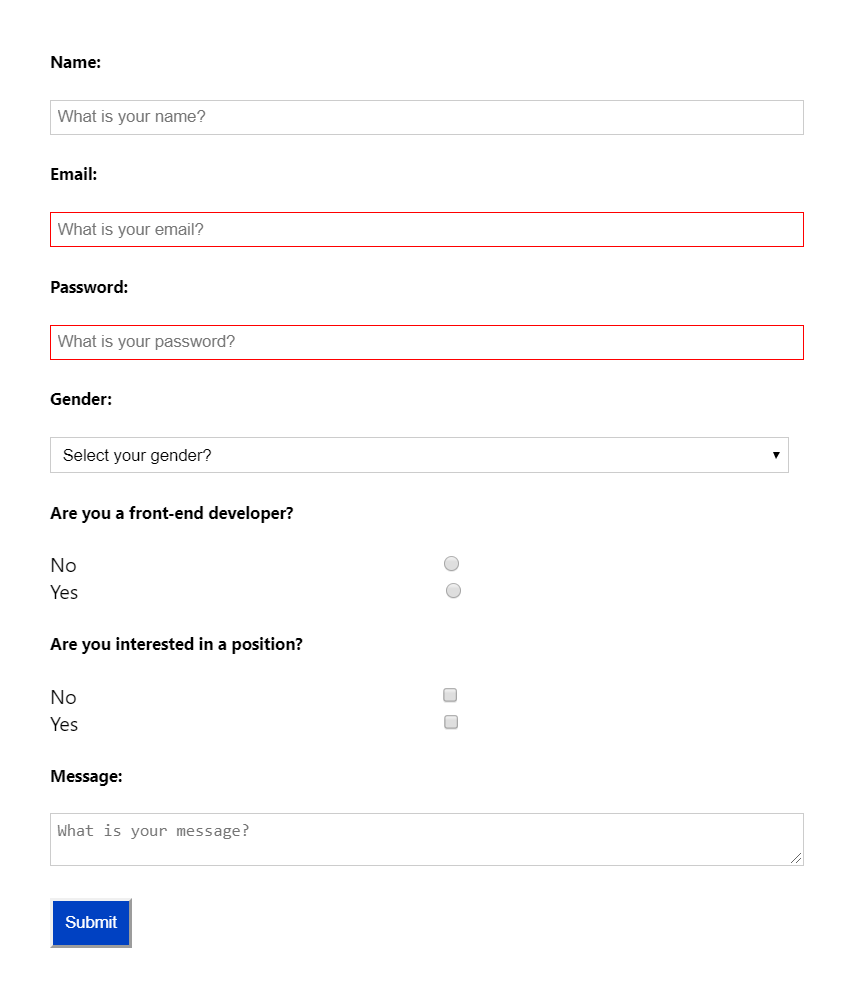 Name:
What is your name?
Email:
What is your email?
Password:
What is your password?
Gender:
Select your gender?
Are you a front-end developer?
No
Yes
Are you interested in a position?
No
Yes
Message:
What is your message?
Submit